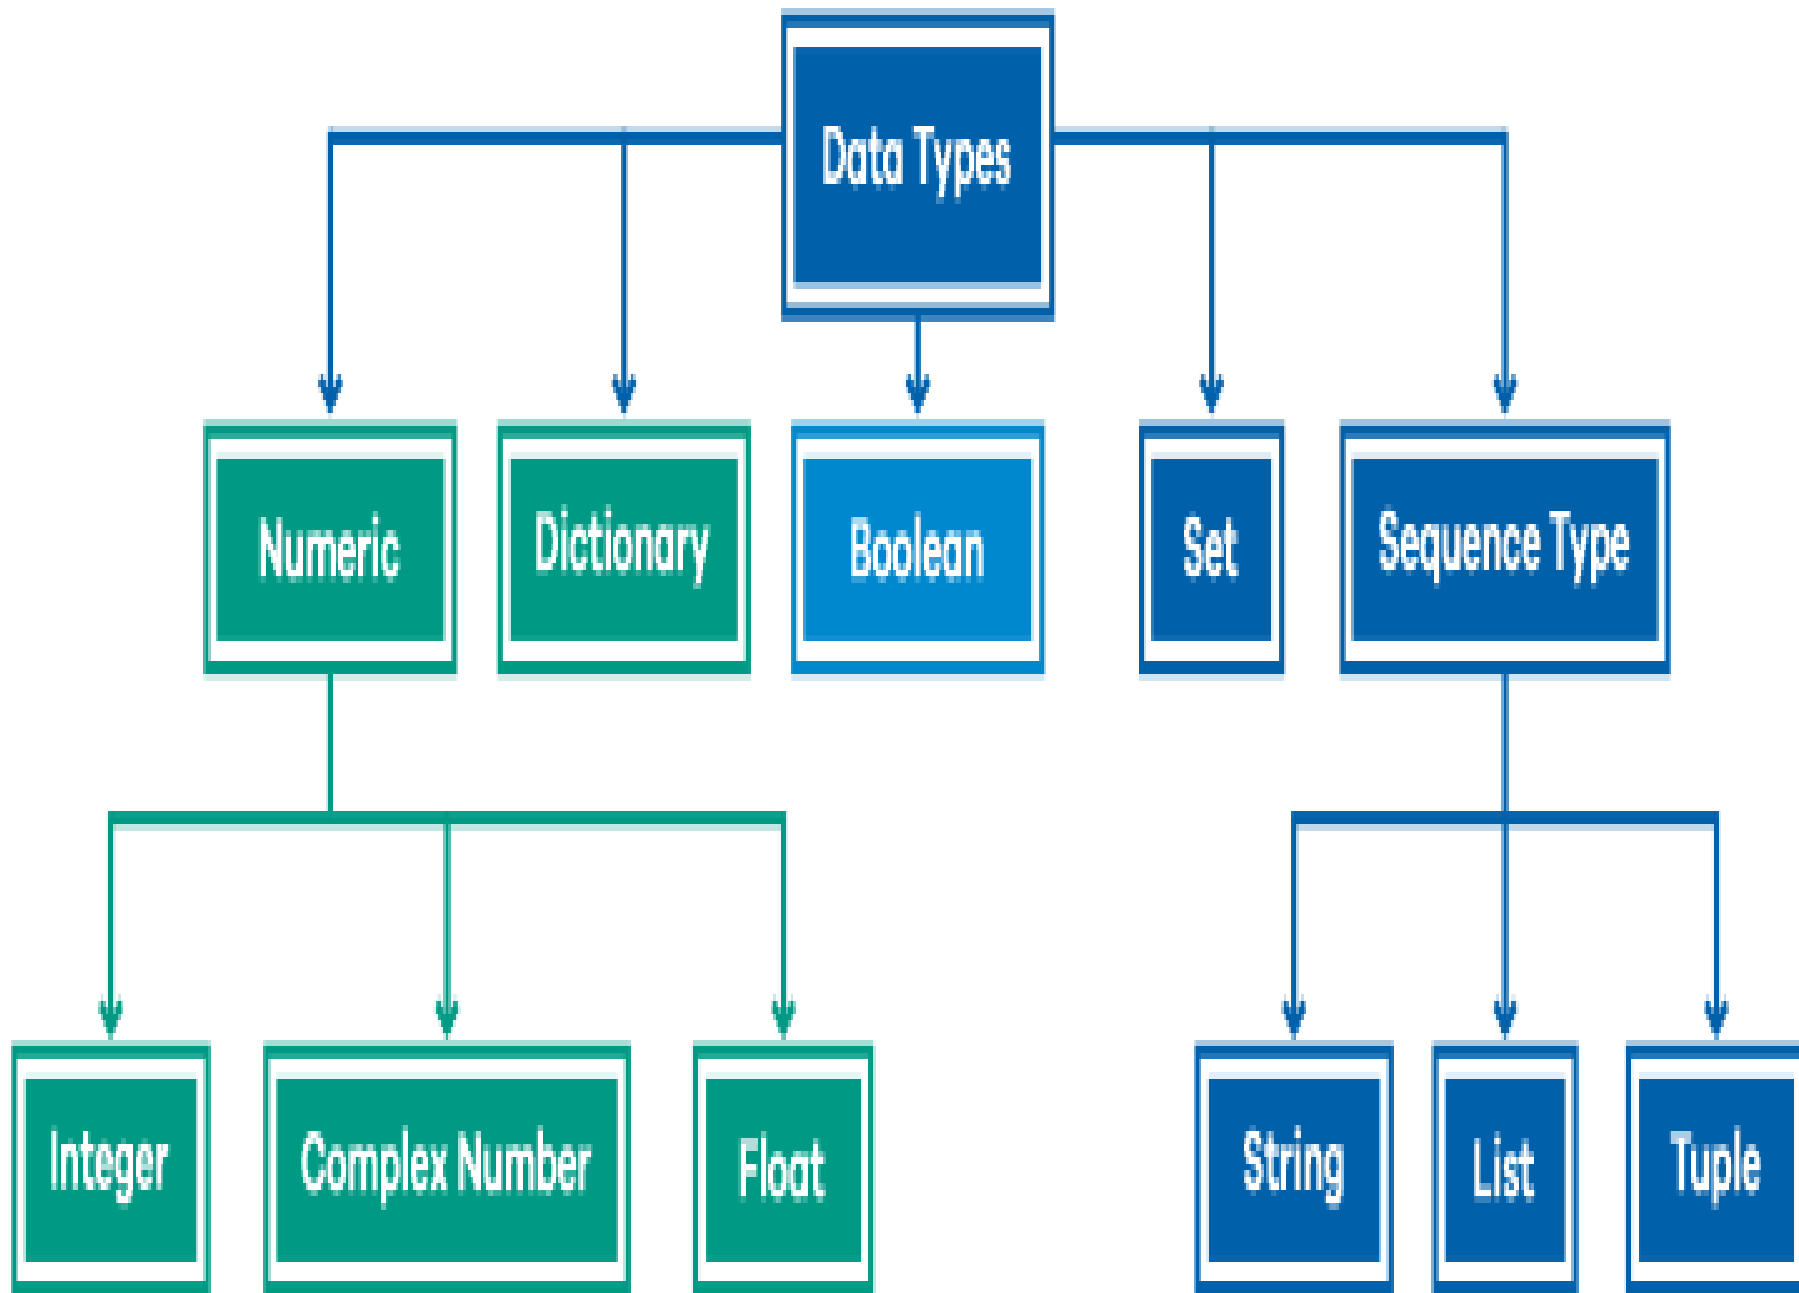 Data Types
Numeric
Dictionary
Boolean
Set
Sequence Type
Integer
Complex Number
Float
String
List
Tuple